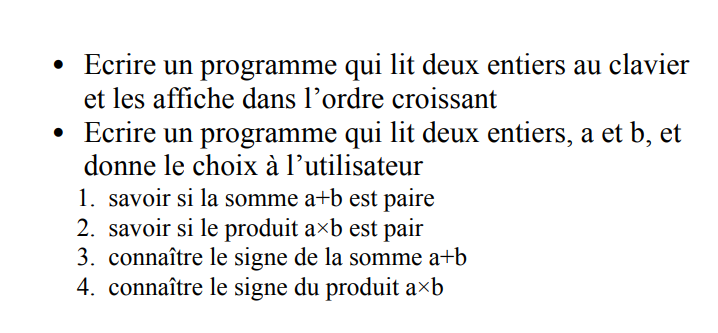 • Ecrire un programme qui lit deux entiers au clavier
et les affiche dans l’ordre croissant
• Ecrire un programme qui lit deux entiers, a et b, et
donne le choix à l’utilisateur
1. savoir si la somme a+b est paire
2. savoir si le produit a×b est pair
3. connaître le signe de la somme a+b
4. connaître le signe du produit a×b